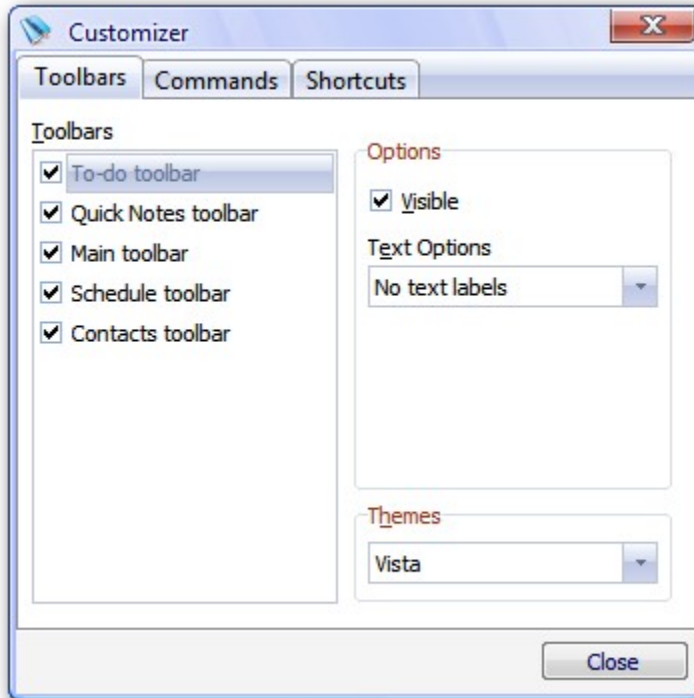 Customizer
Toolbars Commands Shortcuts
Toolbars
To-do toolbar
Quick Notes toolbar
Main toolbar
Schedule toolbar
Contacts toolbar
Options
Visible
Text Options
No text labels
Themes
Vista
Close